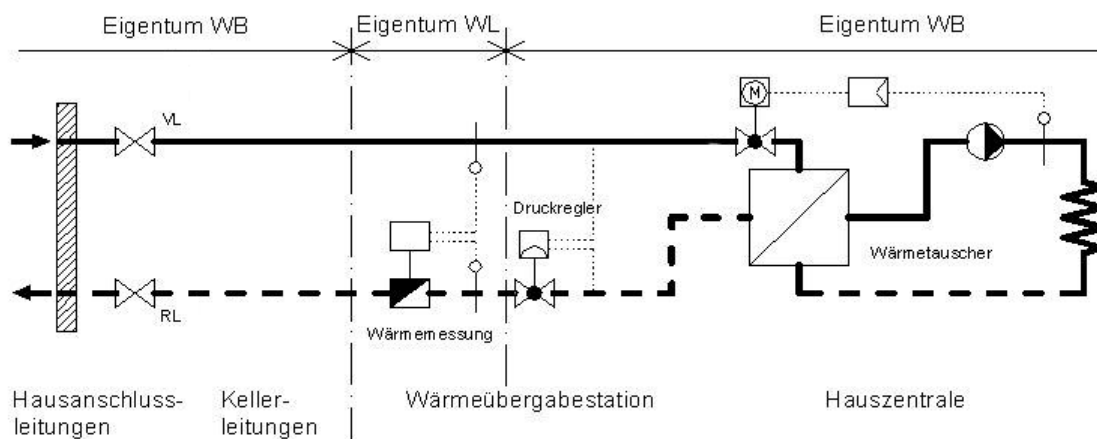 Eigentum WB
Eigentum WL
Eigentum WB
M
VL
Druckregler
Wärmetauscher
RL
Wärmemessung
Hausanschluss-
leitungen
Keller-
leitungen
Wärmeübergabestation
Hauszentrale